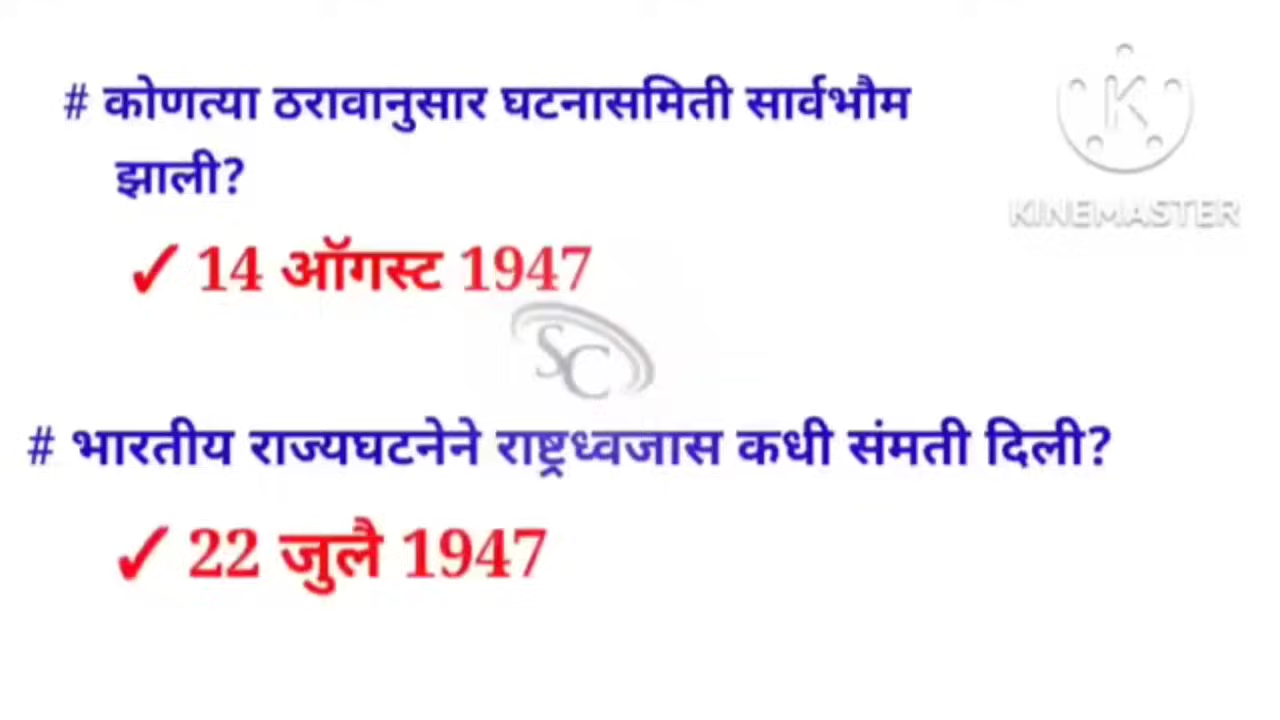 # कोणत्या ठरावानुसार घटनासमिती सार्वभौम
झाली?
✓ 14 ऑगस्ट 1947
# भारतीय राज्यघटनेने राष्ट्रध्वजास कधी संमती दिली?
✓ 22 जुलै 1947
K
KINEMASTER
SC